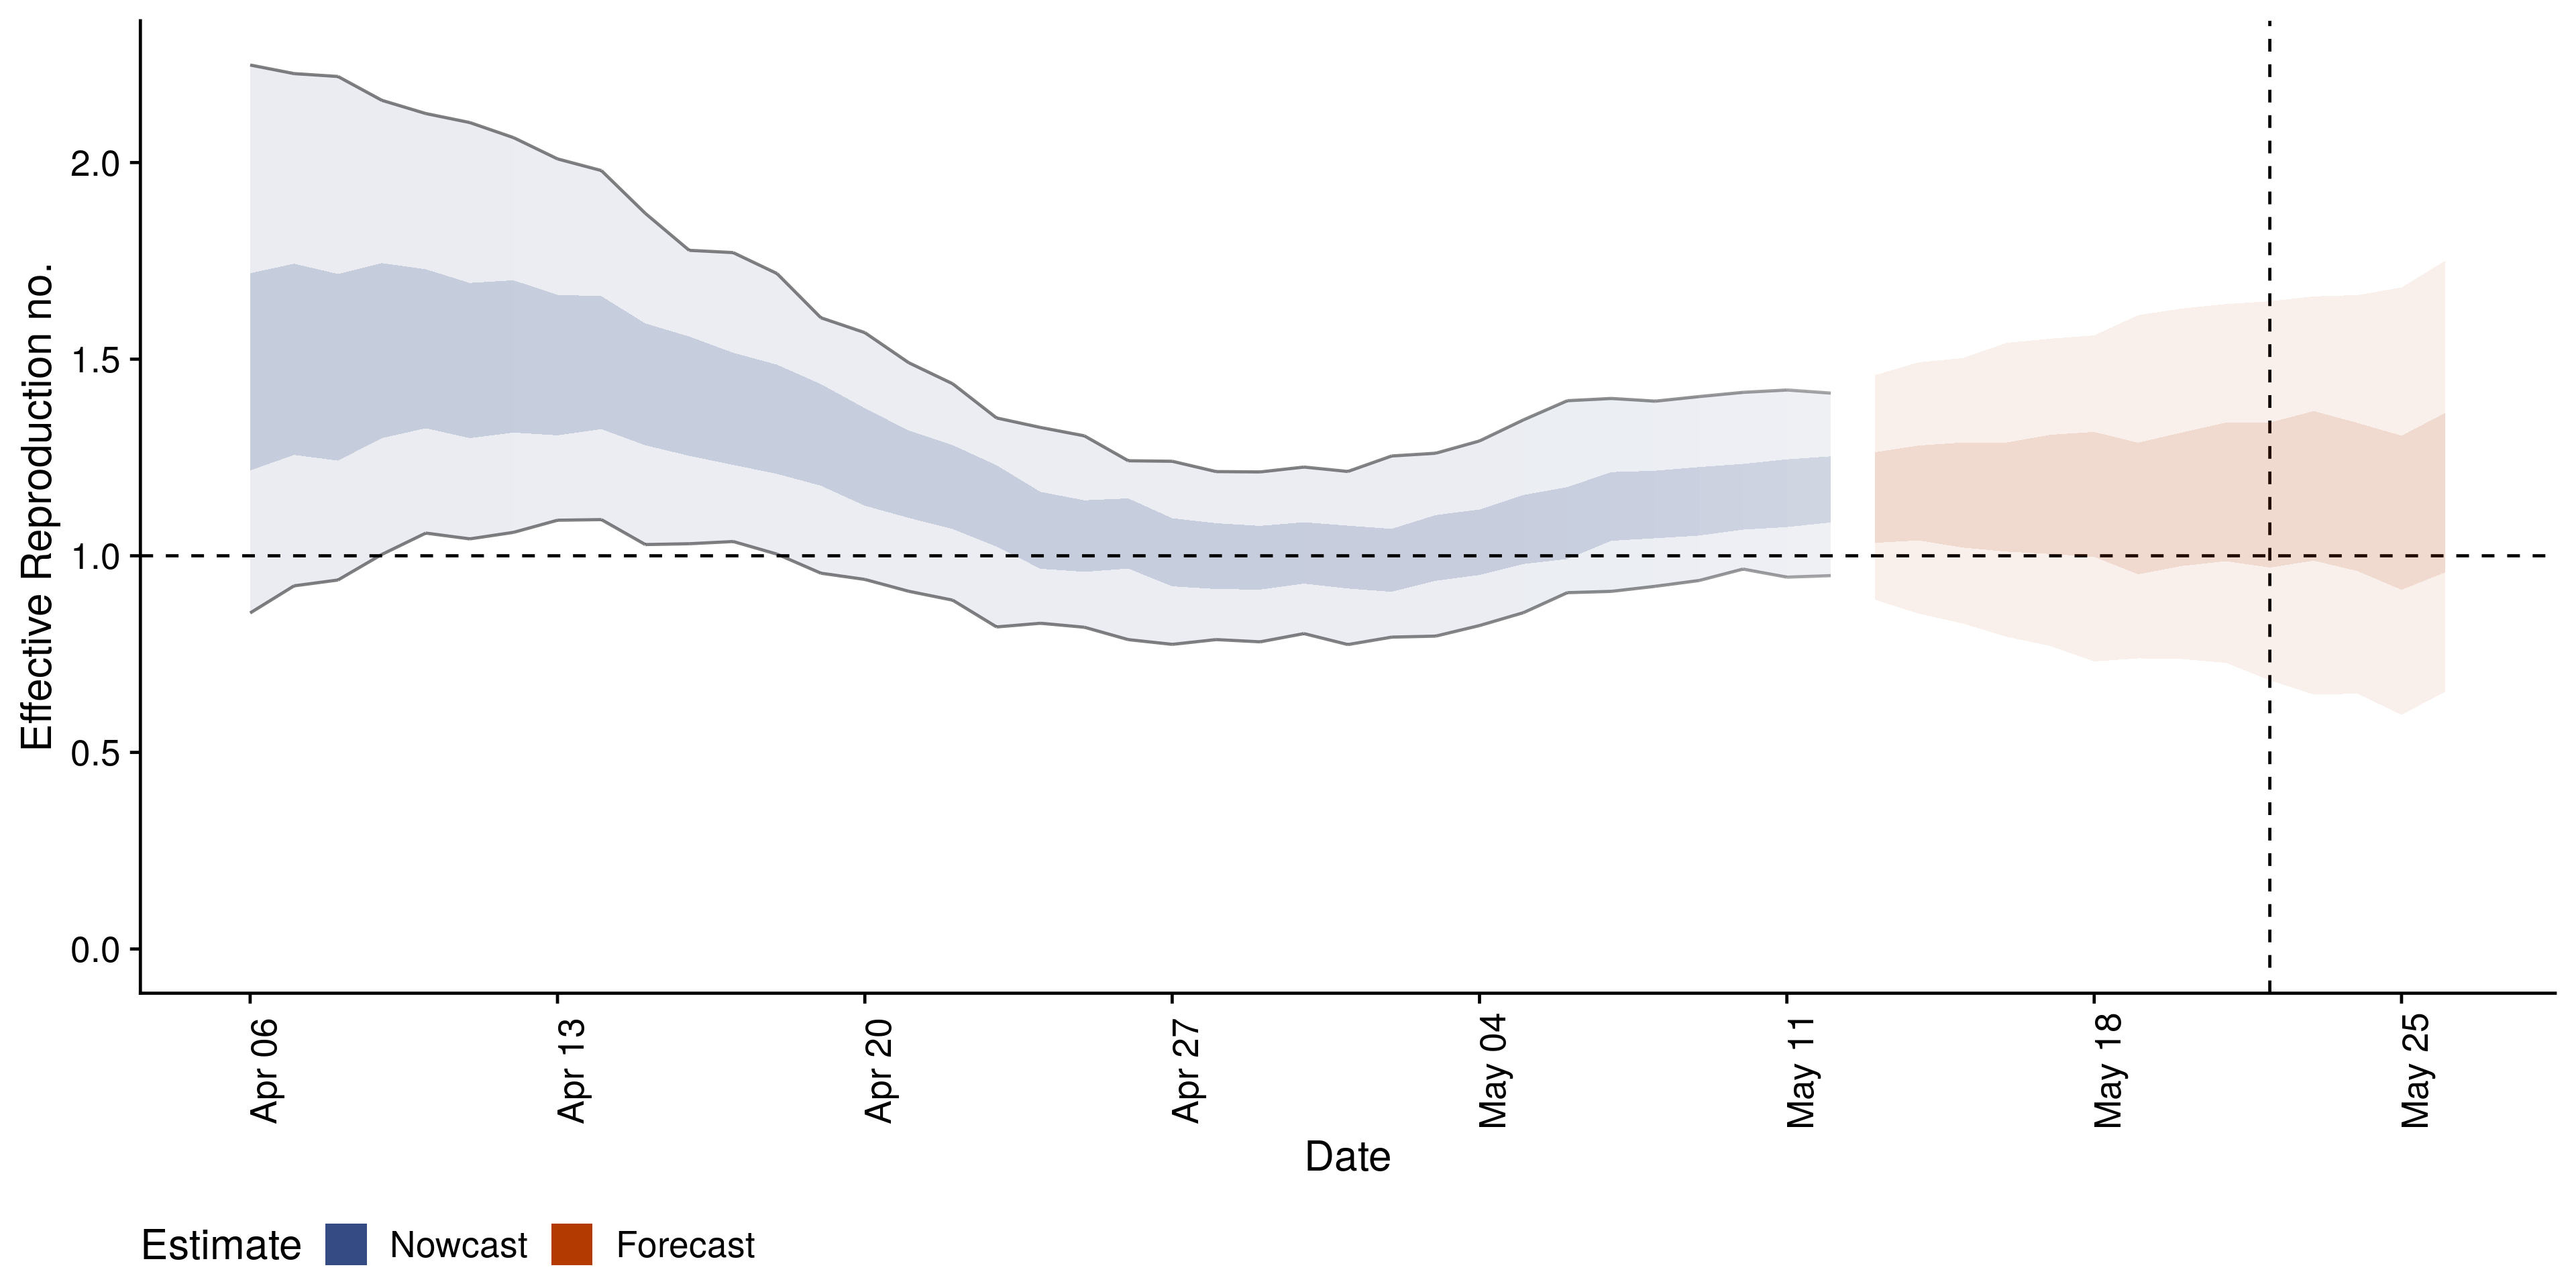 Effective Reproduction no.
2.0
1.5
1.0
0.5
0.0
Apr 06
Apr 13
Apr 20
Apr 27
May 04
May 11
May 18
May 25
Date
Estimate Nowcast Forecast